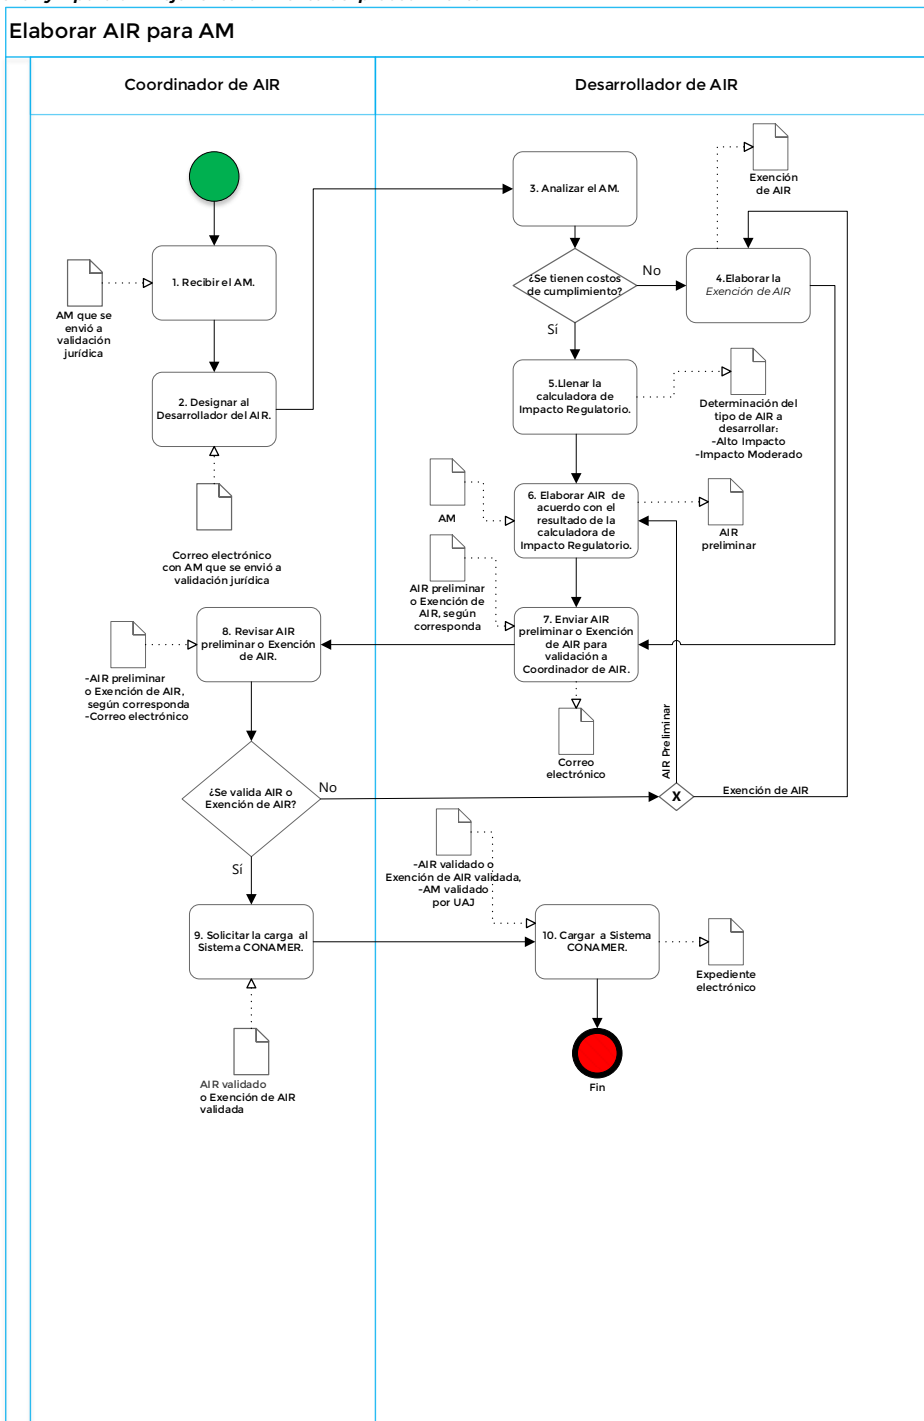 Elaborar AIR para AM
Coordinador de AIR
Desarrollador de AIR
Exención
de AIR
3. Analizar el AM.
1. Recibir el AM.
AM que se
envió a
validación
jurídica
¿Se tienen costos
de cumplimiento?
No
4.Elaborar la
Exención de AIR
Sí
2. Designar al
Desarrollador del AIR.
5.Llenar la
calculadora de
Impacto Regulatorio.
Determinación del
tipo de AIR a
desarrollar:
-Alto Impacto
-Impacto Moderado
Correo electrónico
con AM que se envió a
validación jurídica
AM
6. Elaborar AIR de
acuerdo con el
resultado de la
calculadora de
Impacto Regulatorio.
AIR
preliminar
AIR preliminar
o Exención de
AIR, según
corresponda
7. Enviar AIR
preliminar o Exención
de AIR para
validación a
Coordinador de AIR.
8. Revisar AIR
preliminar o Exención
de AIR.
-AIR preliminar
o Exención de AIR,
según corresponda
-Correo electrónico
Correo
electrónico
AIR Preliminar
¿Se valida AIR o
Exención de AIR?
No
X
Exención de AIR
Sí
-AIR validado o
Exención de AIR validada,
-AM validado
por UAJ
9. Solicitar la carga al
Sistema CONAMER.
10. Cargar a Sistema
CONAMER.
Expediente
electrónico
AIR validado
o Exención de AIR
validada
Fin